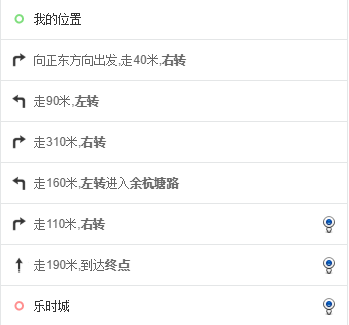 我的位置
向正东方向出发,走40米,右转
走90米,左转
走310米,右转
走160米,左转进入余杭塘路
走110米,右转
走190米,到达终点
乐时城